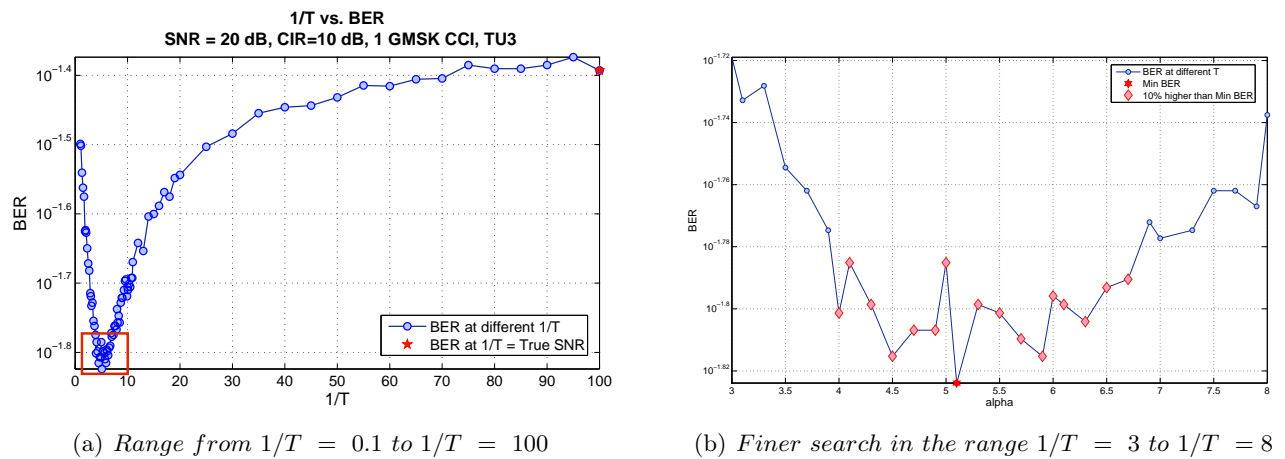 1/T vs. BER
SNR = 20 dB, CIR=10 dB, 1 GMSK CCI, TU3
BER
10^−1.4
10^−1.5
10^−1.6
10^−1.7
10^−1.8
0 10 20 30 40 50 60 70 80 90 100
1/T
BER at different 1/T
BER at 1/T = True SNR
(a) Range from 1/T = 0.1 to 1/T = 100
BER
10^−1.72
10^−1.74
10^−1.76
10^−1.78
10^−1.8
10^−1.82
3 3.5 4 4.5 5 5.5 6 6.5 7 7.5 8
alpha
BER at different T
Min BER
10% higher than Min BER
(b) Finer search in the range 1/T = 3 to 1/T = 8